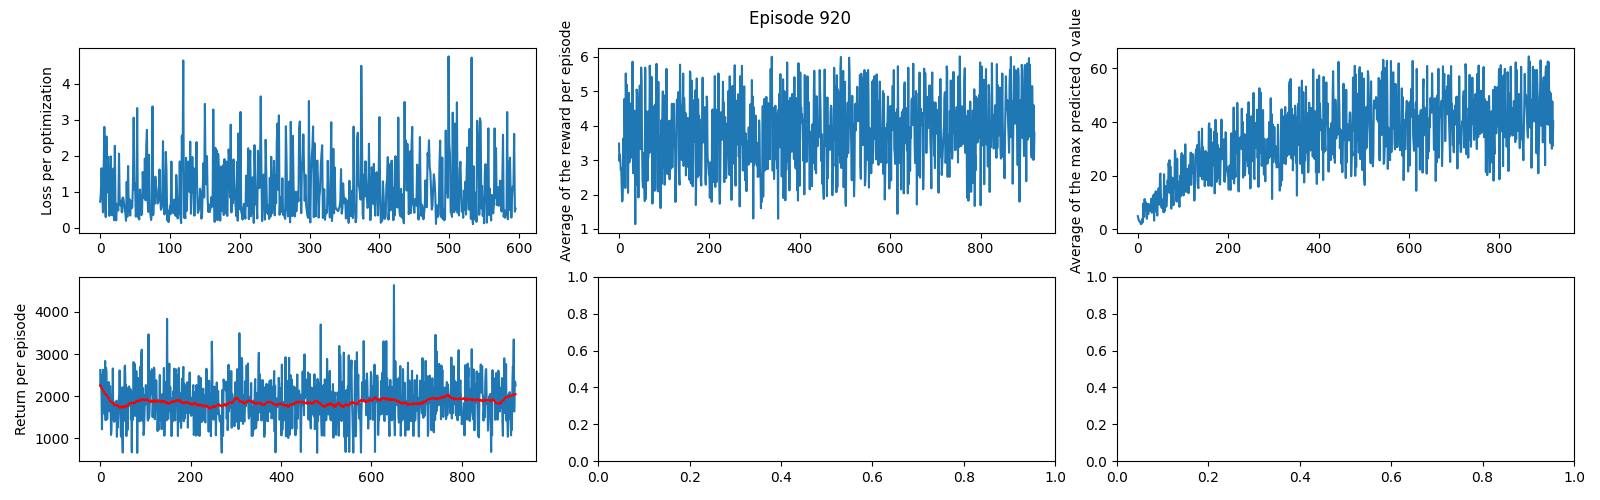 Episode 920
Loss per optimization
4
3
2
1
0
0 100 200 300 400 500 600
Average of the reward per episode
6
5
4
3
2
1
0 200 400 600 800
Average of the max predicted Q value
60
40
20
0
0 200 400 600 800
Return per episode
4000
3000
2000
1000
0 200 400 600 800
1.0
0.8
0.6
0.4
0.2
0.0
0.0 0.2 0.4 0.6 0.8 1.0
1.0
0.8
0.6
0.4
0.2
0.0
0.0 0.2 0.4 0.6 0.8 1.0